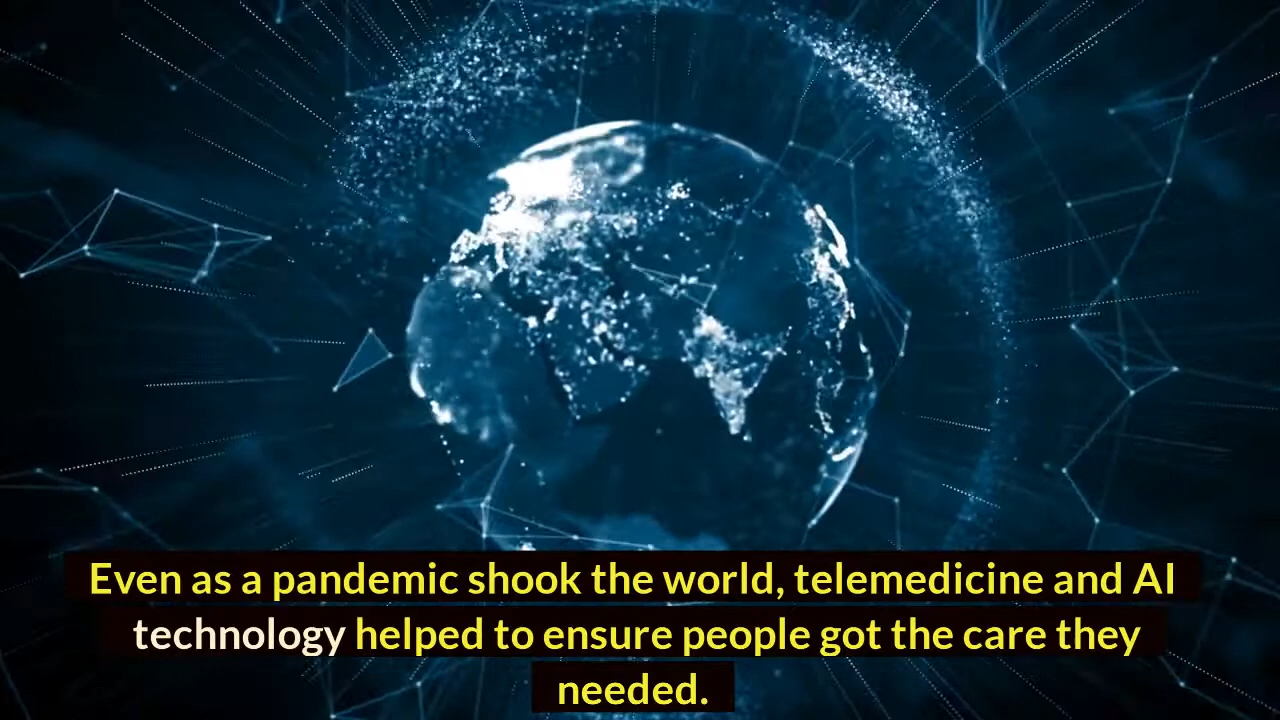 Even as a pandemic shook the world, telemedicine and AI
technology helped to ensure people got the care they
needed.